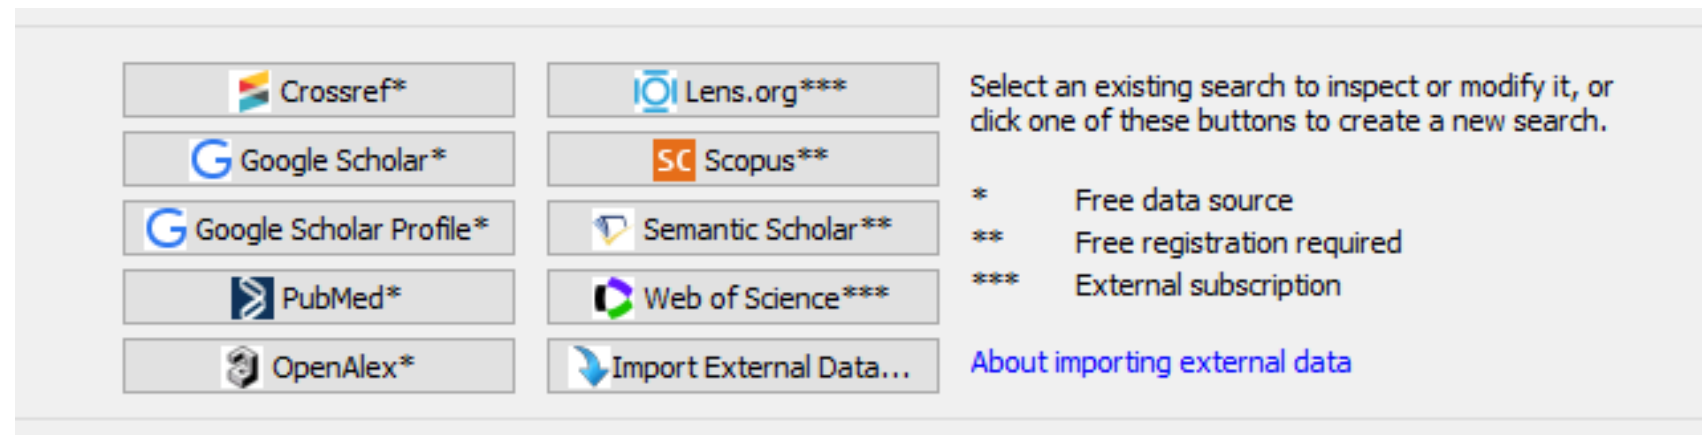 Crossref*
Google Scholar*
Google Scholar Profile*
PubMed*
OpenAlex*
Lens.org***
SC Scopus**
Semantic Scholar**
Web of Science***
Import External Data...
Select an existing search to inspect or modify it, or
click one of these buttons to create a new search.
* Free data source
** Free registration required
*** External subscription
About importing external data